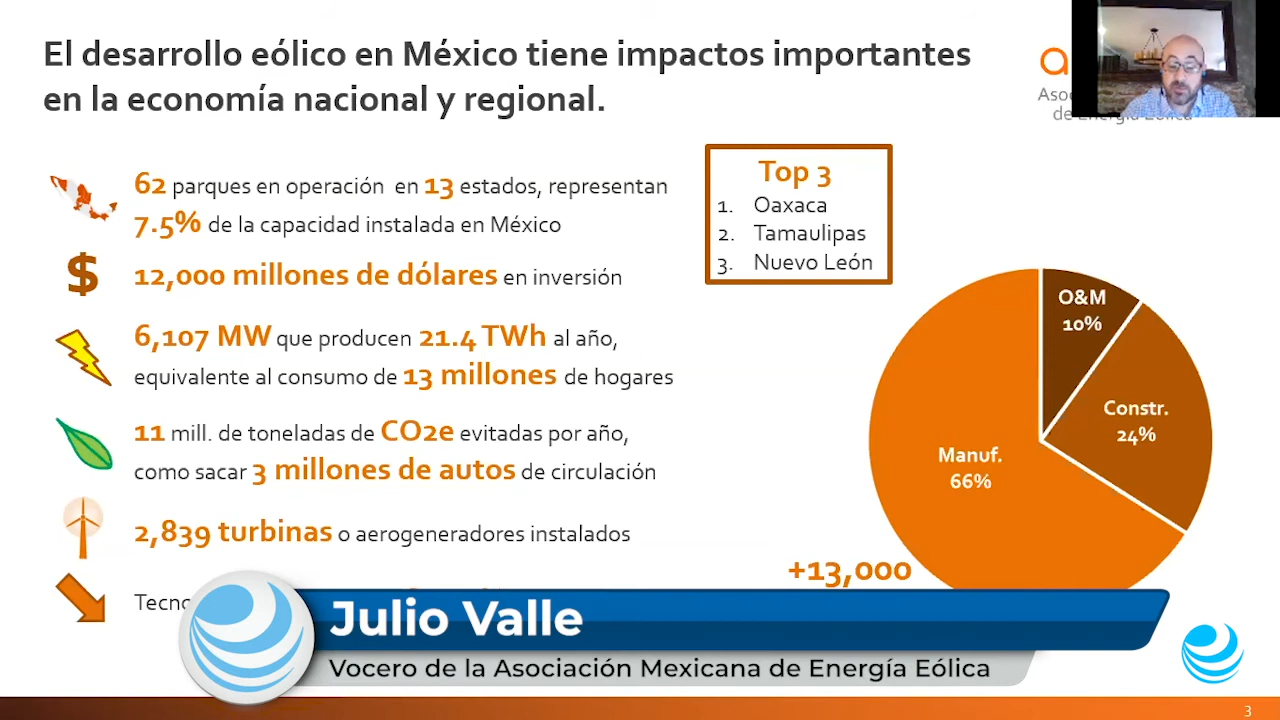 El desarrollo eólico en México tiene impactos importantes
en la economía nacional y regional.
de Energía Eólica
62 parques en operación en 13 estados, representan
7.5% de la capacidad instalada en México
12,000 millones de dólares en inversión
6,107 MW que producen 21.4 TWh al año,
equivalente al consumo de 13 millones de hogares
11 mill. de toneladas de CO2e evitadas por año,
como sacar 3 millones de autos de circulación
2,839 turbinas o aerogeneradores instalados
Top 3
1. Oaxaca
2. Tamaulipas
3. Nuevo León
O&M
10%
Constr.
24%
Manuf.
66%
+13,000
Julio Valle
Vocero de la Asociación Mexicana de Energía Eólica
3